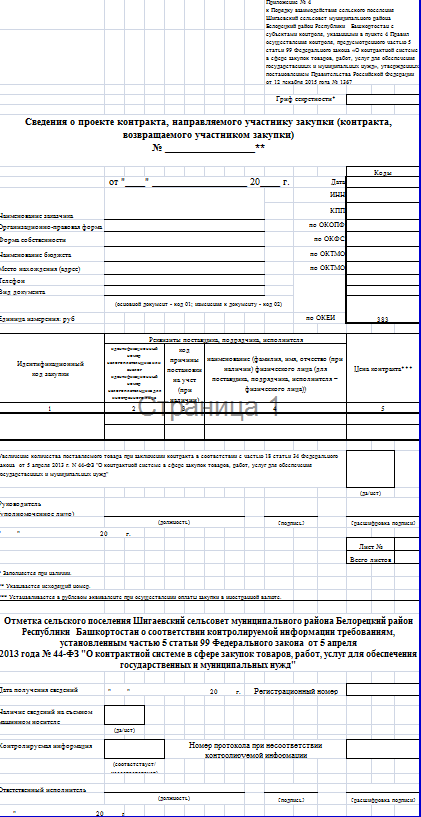 Приложение № 6
к Порядку взаимодействия сельского поселения
Шигаевский сельсовет муниципального района
Белорецкий район Республики Башкортостан с
субъектами контроля, указанными в пункте 4 Правил
осуществления контроля, предусмотренного частью 5
статьи 99 Федерального закона «О контрактной системе
в сфере закупок товаров, работ, услуг для обеспечения
государственных и муниципальных нужд», утвержденных
постановлением Правительства Российской Федерации
от 12 декабря 2015 года № 1367
Гриф секретности*
Сведения о проекте контракта, направляемого участнику закупки (контракта,
возвращаемого участником закупки)
№ __________________**
Коды
от "____" ____________________ 20____ г. Дата
ИНН
Наименование заказчика КПП
Организационно-правовая форма по ОКОПФ
Форма собственности по ОКФС
Наименование бюджета по ОКТМО
Место нахождения (адрес) по ОКТМО
Телефон
Вид документа
(основной документ - код 01; изменения к документу - код 02)
Единица измерения: руб по ОКЕИ 383
Идентификационный код закупки
Реквизиты поставщика, подрядчика, исполнителя
код причины постановки на учет (при наличии)
наименование (фамилия, имя, отчество (при наличии) физического лица (для поставщика, подрядчика, исполнителя – физического лица))
Цена контракта***
1 2 3 4 5
Страница 1
Увеличение количества поставляемого товара при заключении контракта в соответствии с частью 18 статьи 34 Федерального
закона от 5 апреля 2013 г. N 44-ФЗ "О контрактной системе в сфере закупок товаров, работ, услуг для обеспечения
государственных и муниципальных нужд"
(да/нет)
Руководитель
(уполномоченное лицо)
(должность) (подпись) (расшифровка подписи)
" " 20 г.
Лист №
Всего листов
* Заполняется при наличии.
** Указывается исходящий номер.
*** Устанавливается в рублевом эквиваленте при осуществлении оплаты закупки в иностранной валюте.
Отметка сельского поселения Шигаевский сельсовет муниципального района Белорецкий район
Республики Башкортостан о соответствии контролируемой информации требованиям,
установленным частью 5 статьи 99 Федерального закона от 5 апреля
2013 года № 44-ФЗ "О контрактной системе в сфере закупок товаров, работ, услуг для обеспечения
государственных и муниципальных нужд"
Дата получения сведений " " 20 г. Регистрационный номер
Наличие сведений на съемном
машинном носителе
(да/нет)
Контролируемая информация Номер протокола при несоответствии
контролируемой информации
(соответствует/
Ответственный исполнитель
(должность) (подпись) (расшифровка подписи)
" 20 г